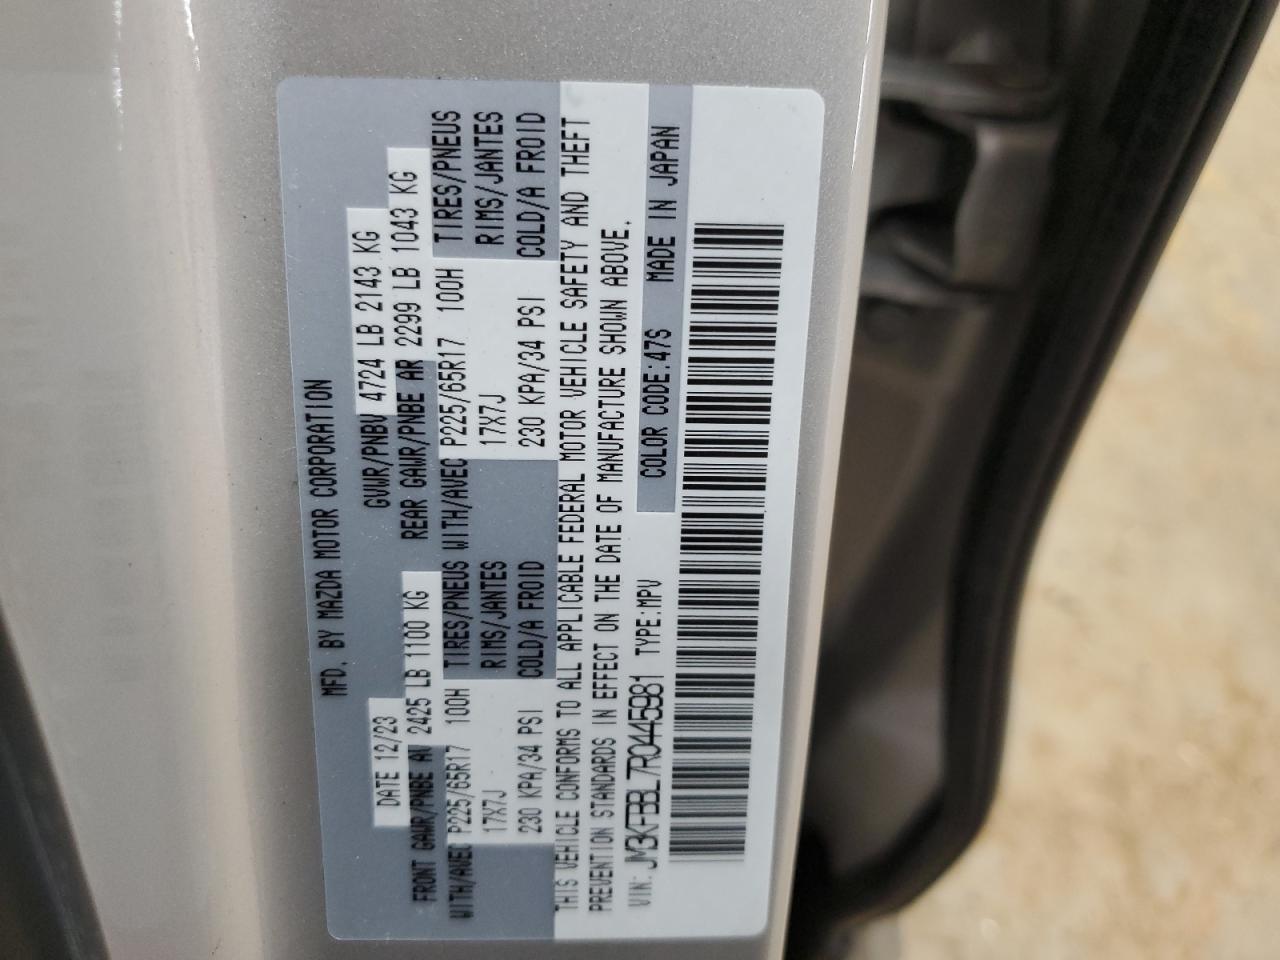 MFD. BY MAZDA MOTOR CORPORATION
DATE 12/23 GVWR/PNBV 4724 LB 2143 KG
FRONT GAWR/PNBE AV 2425 LB 1100 KG REAR GAWR/PNBE AR 2299 LB 1043 KG
WITH/AVEC P225/65R17 100H TIRES/PNEUS WITH/AVEC P225/65R17 100H TIRES/PNEUS
17X7J RIMS/JANTES 17X7J RIMS/JANTES
230 KPA/34 PSI COLD/A FROID 230 KPA/34 PSI COLD/A FROID
THIS VEHICLE CONFORMS TO ALL APPLICABLE FEDERAL MOTOR VEHICLE SAFETY AND THEFT
PREVENTION STANDARDS IN EFFECT ON THE DATE OF MANUFACTURE SHOWN ABOVE.
VIN: JM3KFBBL7R0445981 TYPE:MPV
COLOR CODE:47S MADE IN JAPAN